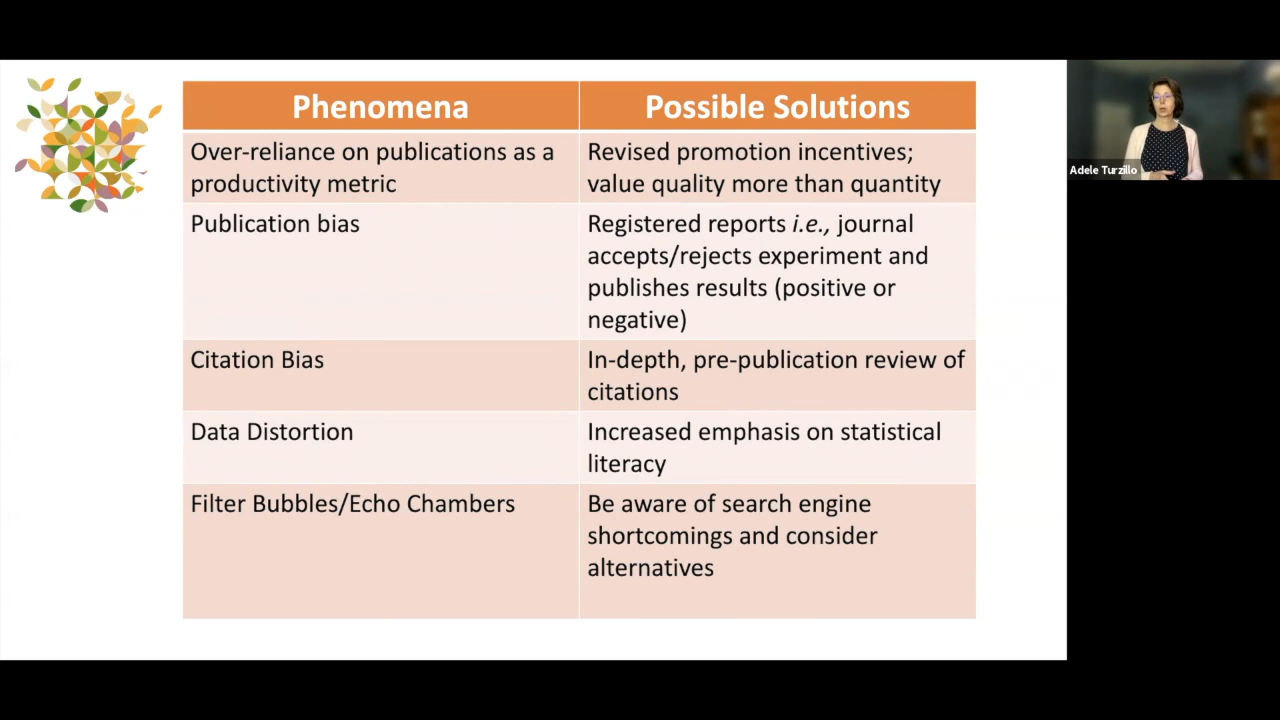 Phenomena
Possible Solutions
Over-reliance on publications as a
productivity metric
Revised promotion incentives;
value quality more than quantity
Publication bias
Registered reports i.e., journal
accepts/rejects experiment and
publishes results (positive or
negative)
Citation Bias
In-depth, pre-publication review of
citations
Data Distortion
Increased emphasis on statistical
literacy
Filter Bubbles/Echo Chambers
Be aware of search engine
shortcomings and consider
alternatives
Adele Turzillo